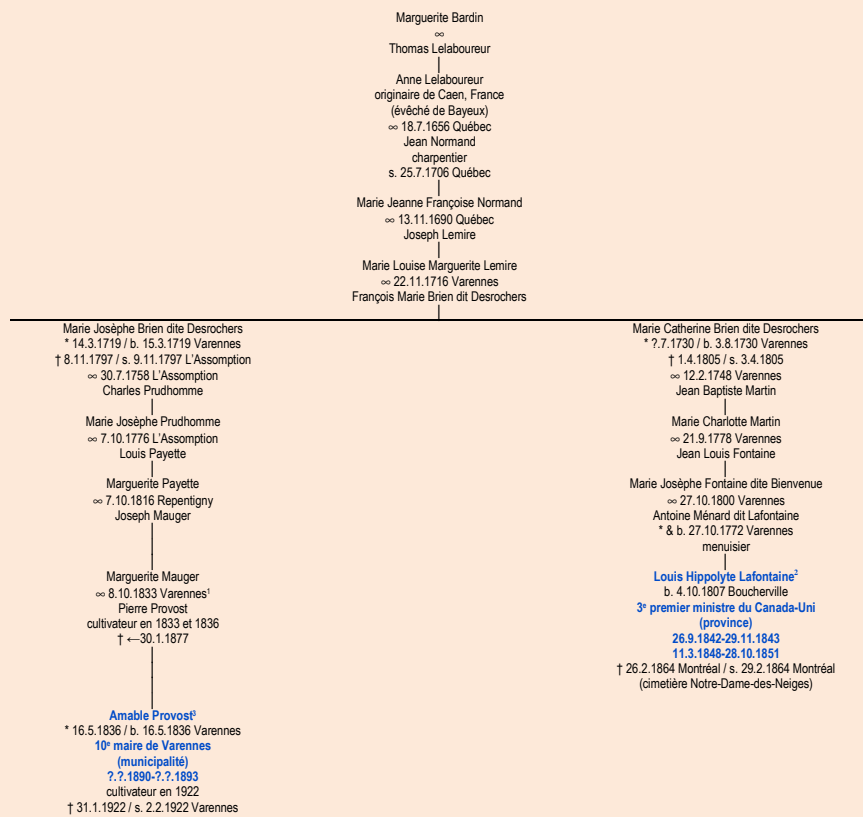 Marguerite Bardin
∞
Thomas Lelaboureur
Anne Lelaboureur
originaire de Caen, France
(évêché de Bayeux)
∞ 18.7.1656 Québec
Jean Normand
charpentier
s. 25.7.1706 Québec
Marie Jeanne Françoise Normand
∞ 13.11.1690 Québec
Joseph Lemire
Marie Louise Marguerite Lemire
∞ 22.11.1716 Varennes
François Marie Brien dit Desrochers
Marie Josèphe Brien dite Desrochers
* 14.3.1719 / b. 15.3.1719 Varennes
† 8.11.1797 / s. 9.11.1797 L'Assomption
∞ 30.7.1758 L'Assomption
Charles Prudhomme
Marie Josèphe Prudhomme
∞ 7.10.1776 L'Assomption
Louis Payette
Marguerite Payette
∞ 7.10.1816 Repentigny
Joseph Mauger
Marguerite Mauger
∞ 8.10.1833 Varennes¹
Pierre Provost
cultivateur en 1833 et 1836
† ←30.1.1877
Amable Provost³
* 16.5.1836 / b. 16.5.1836 Varennes
10ᵉ maire de Varennes
(municipalité)
?.?.1890-?.?.1893
cultivateur en 1922
† 31.1.1922 / s. 2.2.1922 Varennes
Marie Catherine Brien dite Desrochers
* ?.7.1730 / b. 3.8.1730 Varennes
† 1.4.1805 / s. 3.4.1805
∞ 12.2.1748 Varennes
Jean Baptiste Martin
Marie Charlotte Martin
∞ 21.9.1778 Varennes
Jean Louis Fontaine
Marie Josèphe Fontaine dite Bienvenue
∞ 27.10.1800 Varennes
Antoine Ménard dit Lafontaine
* & b. 27.10.1772 Varennes
menuisier
Louis Hippolyte Lafontaine²
b. 4.10.1807 Boucherville
3ᵉ premier ministre du Canada-Uni
(province)
26.9.1842-29.11.1843
11.3.1848-28.10.1851
† 26.2.1864 Montréal / s. 29.2.1864 Montréal
(cimetière Notre-Dame-des-Neiges)